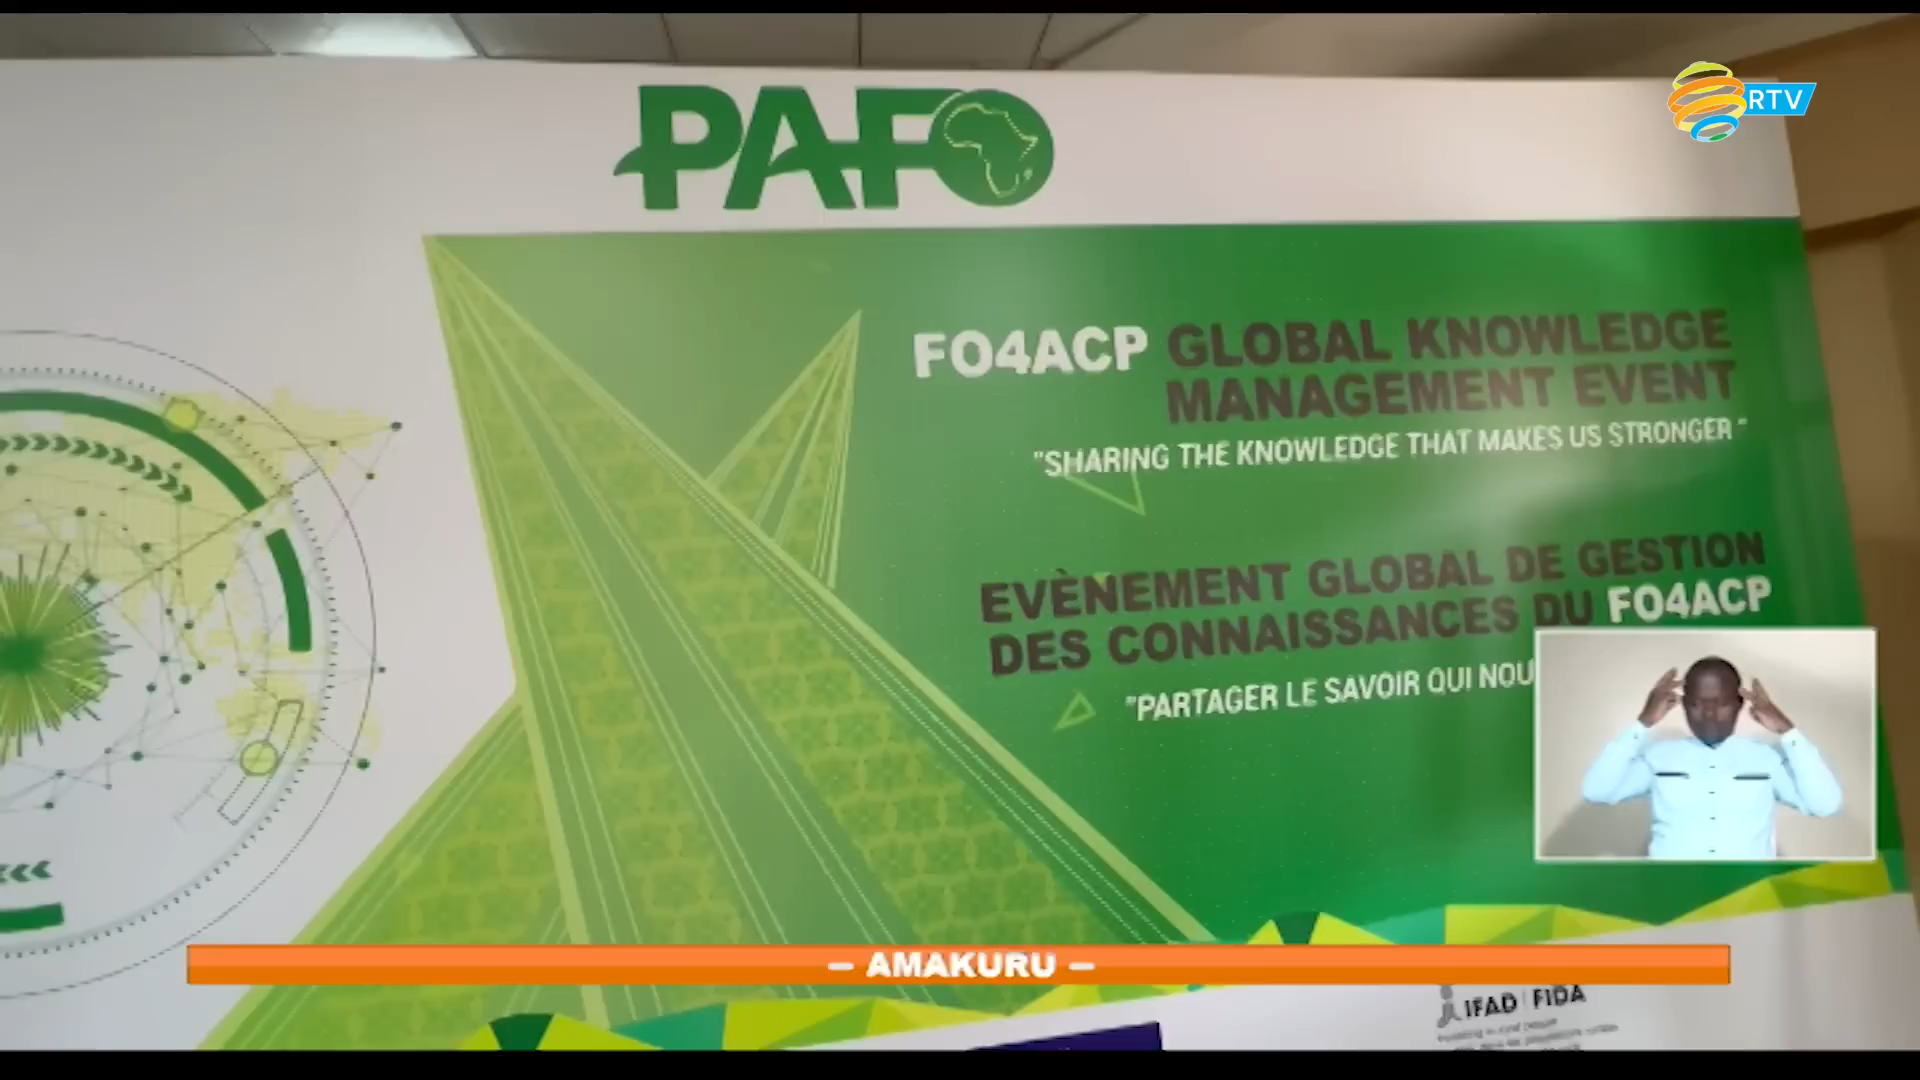 PAFO
RTV
FO4ACP GLOBAL KNOWLEDGE
MANAGEMENT EVENT
"SHARING THE KNOWLEDGE THAT MAKES US STRONGER"
EVÈNEMENT GLOBAL DE GESTION
DES CONNAISSANCES DU FO4ACP
"PARTAGER LE SAVOIR QUI NOU
– AMAKURU –
IFAD | FIDA